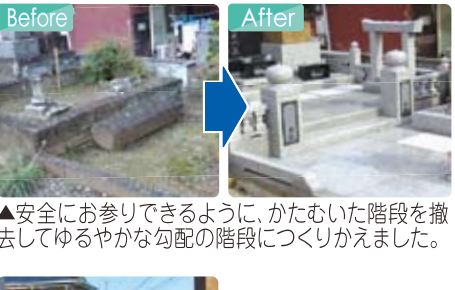 Before
After
▲安全にお参りできるように、かたむいた階段を撤
去してゆるやかな勾配の階段につくりかえました。